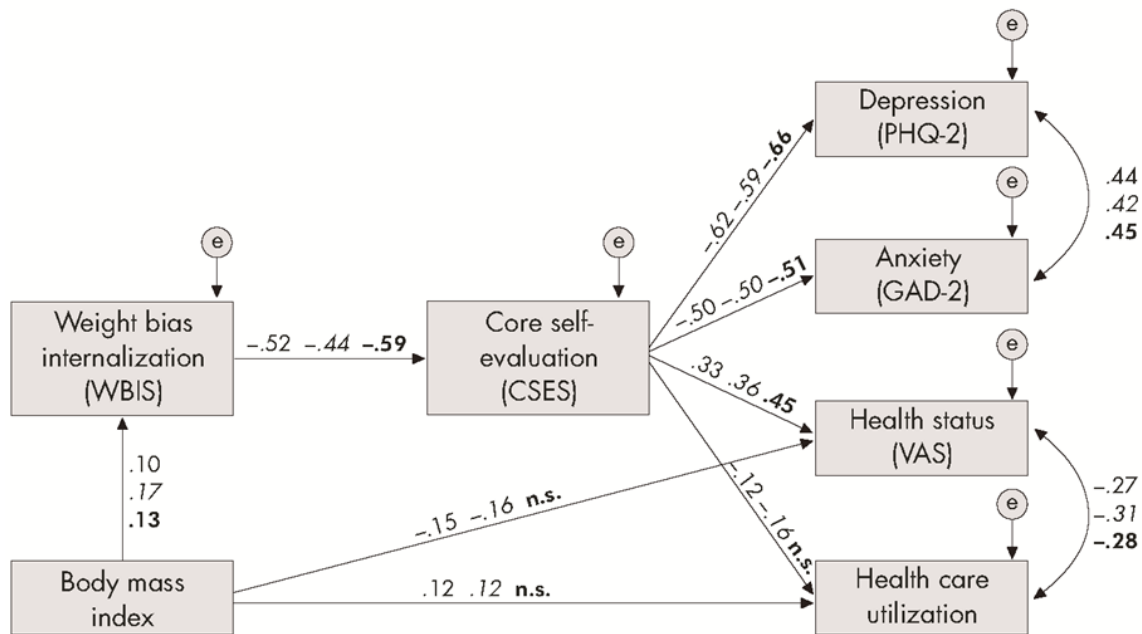 e
Depression
(PHQ-2)
–.62 –.59 –.66
.44
.42
.45
e
Anxiety
(GAD-2)
–.50 –.50 –.51
e
Weight bias
internalization
(WBIS)
–.52 –.44 –.59
e
Core self-
evaluation
(CSES)
.33 .36 .45
e
Health status
(VAS)
–.12 –.16 n.s.
–.27
–.31
–.28
.10
.17
.13
–.15 –.16 n.s.
e
Body mass
index
.12 .12 n.s.
Health care
utilization